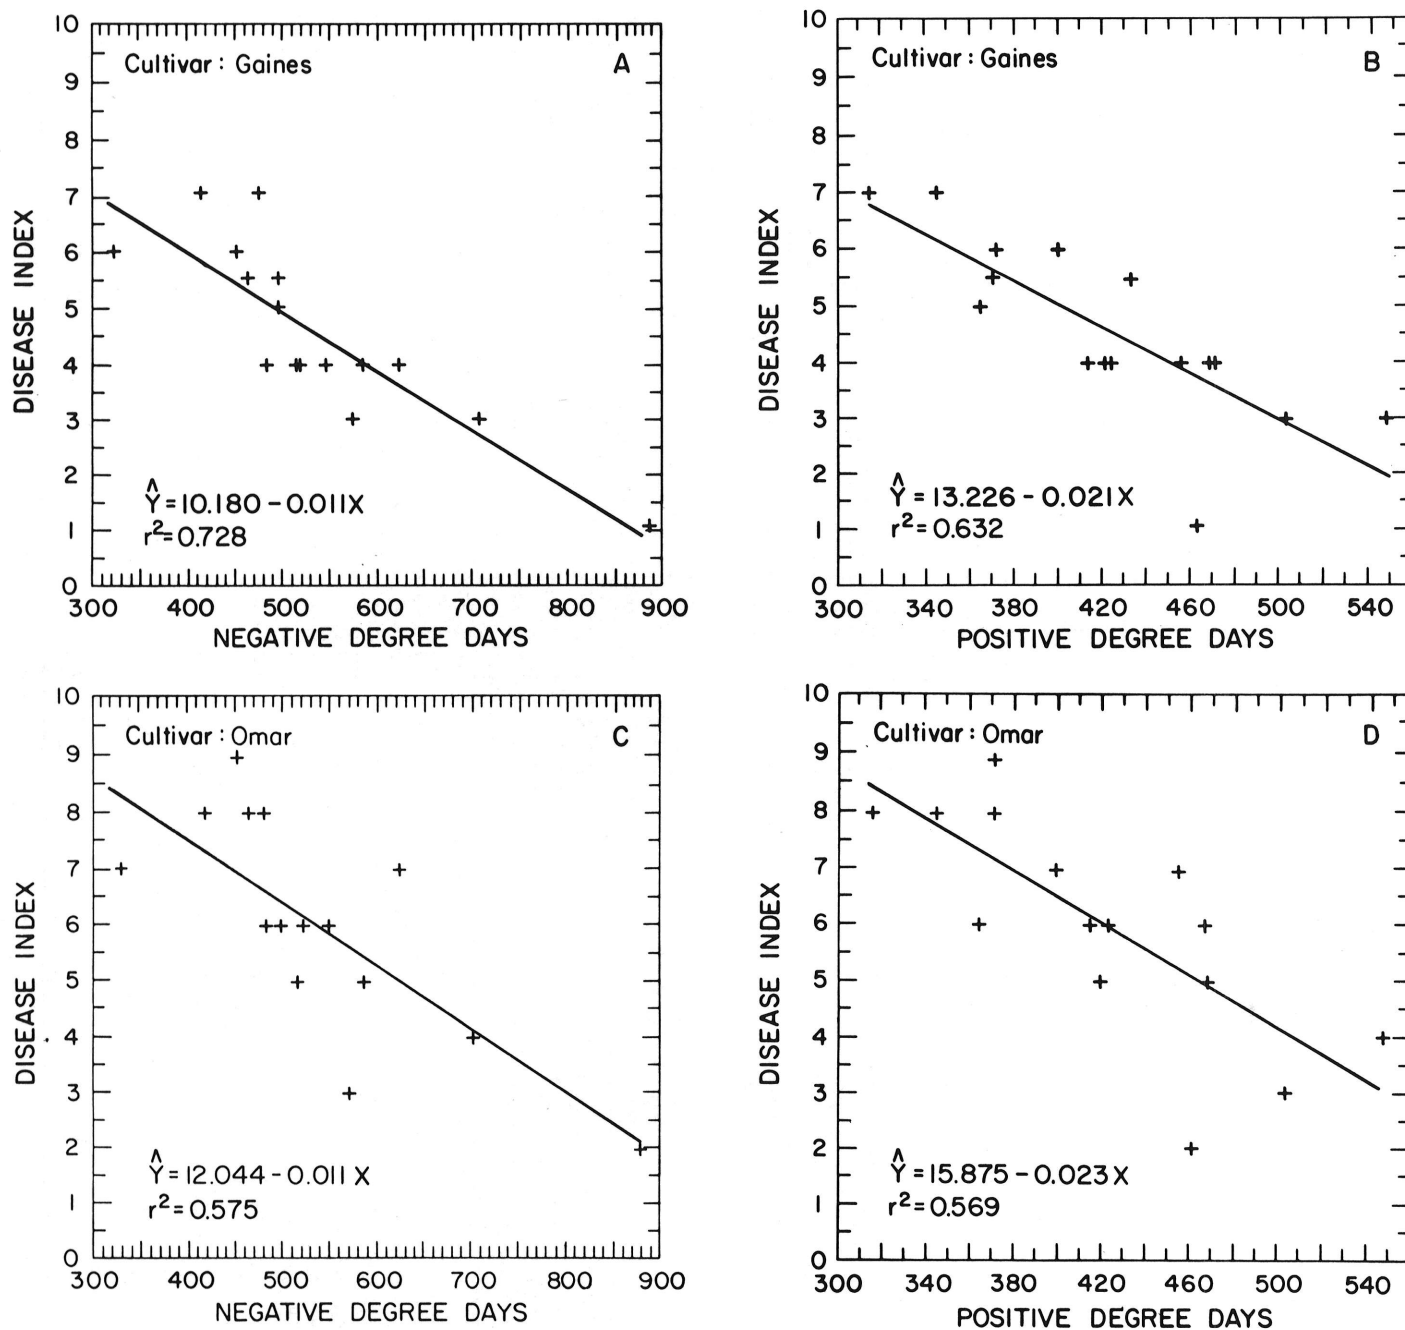 Cultivar: Gaines
A
10
9
8
7
6
5
4
3
2
1
0
DISEASE INDEX
Ŷ = 10.180 - 0.011X
r² = 0.728
300 400 500 600 700 800 900
NEGATIVE DEGREE DAYS
Cultivar: Gaines
B
10
9
8
7
6
5
4
3
2
1
0
DISEASE INDEX
Ŷ = 13.226 - 0.021X
r² = 0.632
300 340 380 420 460 500 540
POSITIVE DEGREE DAYS
Cultivar: Omar
C
10
9
8
7
6
5
4
3
2
1
0
DISEASE INDEX
Ŷ = 12.044 - 0.011X
r² = 0.575
300 400 500 600 700 800 900
NEGATIVE DEGREE DAYS
Cultivar: Omar
D
10
9
8
7
6
5
4
3
2
1
0
DISEASE INDEX
Ŷ = 15.875 - 0.023X
r² = 0.569
300 340 380 420 460 500 540
POSITIVE DEGREE DAYS